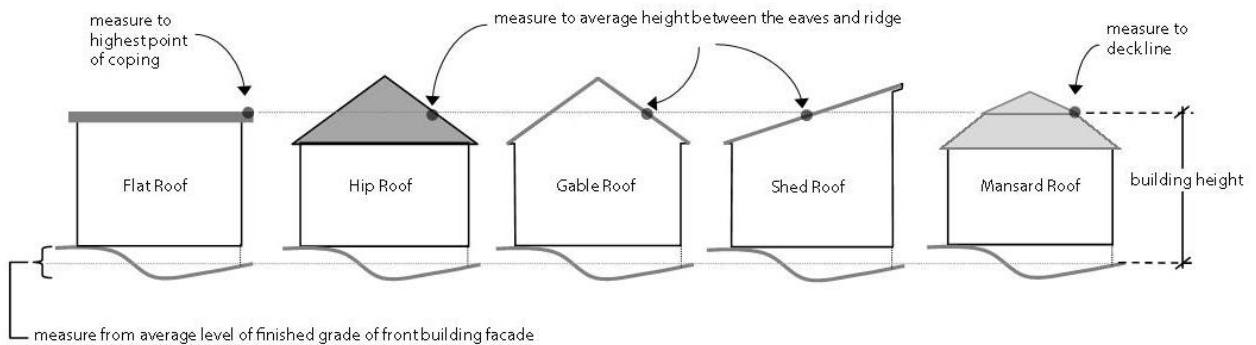 measure to
highest point
of coping
measure to average height between the eaves and ridge
measure to
deck line
Flat Roof
Hip Roof
Gable Roof
Shed Roof
Mansard Roof
building height
measure from average level of finished grade of front building facade